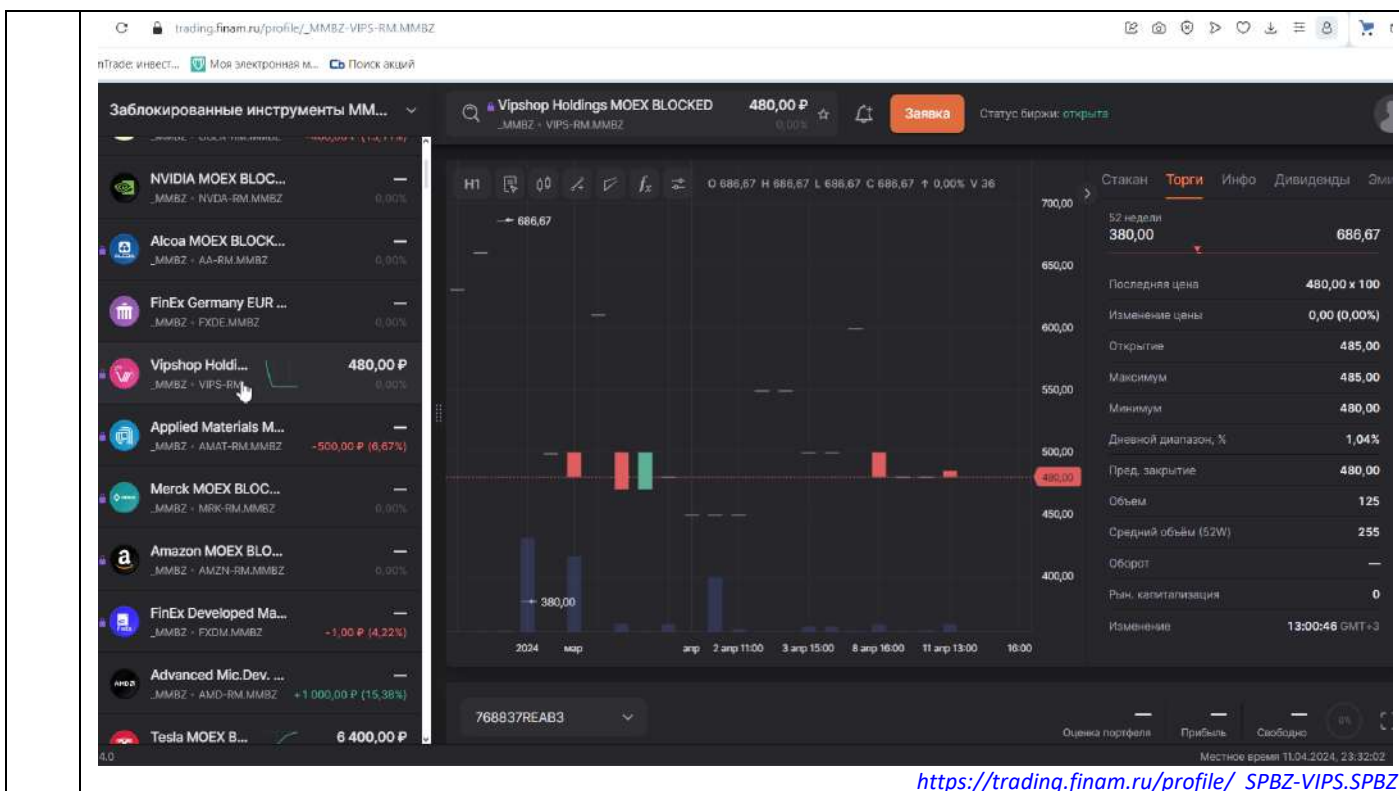 trading.finam.ru/profile/_MMBZ-VIPS-RM.MMBZ
nTrade: инвест... Моя электронная м... Сь Поиск акций
Заблокированные инструменты ММ...
Vipshop Holdings MOEX BLOCKED 480,00 ₽
_MMBZ • VIPS-RM.MMBZ 0,00%
Заявка
Статус биржи: открыта
NVIDIA MOEX BLOC... —
_MMBZ • NVDA-RM.MMBZ 0,00%
Alcoa MOEX BLOCK... —
_MMBZ • AA-RM.MMBZ 0,00%
FinEx Germany EUR ... —
_MMBZ • FXDE.MMBZ 0,00%
Vipshop Holdi... 480,00 ₽
_MMBZ • VIPS-RM 0,00%
Applied Materials M... —
_MMBZ • AMAT-RM.MMBZ -500,00 ₽ (6,67%)
Merck MOEX BLOC... —
_MMBZ • MRK-RM.MMBZ 0,00%
Amazon MOEX BLO... —
_MMBZ • AMZN-RM.MMBZ 0,00%
FinEx Developed Ma... —
_MMBZ • FXDM.MMBZ -1,00 ₽ (4,22%)
Advanced Mic.Dev. ... —
_MMBZ • AMD-RM.MMBZ +1 000,00 ₽ (15,38%)
Tesla MOEX B... 6 400,00 ₽
4.0
H1 fx O 686,67 H 686,67 L 686,67 C 686,67 ↑ 0,00% V 36
686,67
380,00
700,00
650,00
600,00
550,00
500,00
480,00
450,00
400,00
2024 мар апр 2 апр 11:00 3 апр 15:00 8 апр 16:00 11 апр 13:00 16:00
Стакан Торги Инфо Дивиденды Эми
52 недели
380,00 686,67
Последняя цена 480,00 x 100
Изменение цены 0,00 (0,00%)
Открытие 485,00
Максимум 485,00
Минимум 480,00
Дневной диапазон, % 1,04%
Пред. закрытие 480,00
Объем 125
Средний объём (52W) 255
Оборот —
Рын. капитализация 0
Изменение 13:00:46 GMT+3
768837REAB3
Оценка портфеля — Прибыль — Свободно — 0%
Местное время 11.04.2024, 23:32:02
https://trading.finam.ru/profile/_SPBZ-VIPS.SPBZ